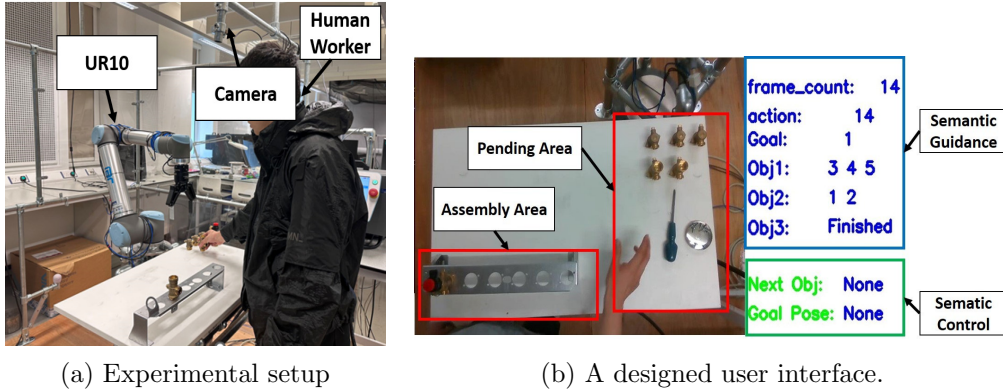 UR10
Camera
Human
Worker
(a) Experimental setup
Pending Area
Assembly Area
frame_count: 14
action: 14
Goal: 1
Obj1: 3 4 5
Obj2: 1 2
Obj3: Finished
Next Obj: None
Goal Pose: None
Semantic
Guidance
Sematic
Control
(b) A designed user interface.